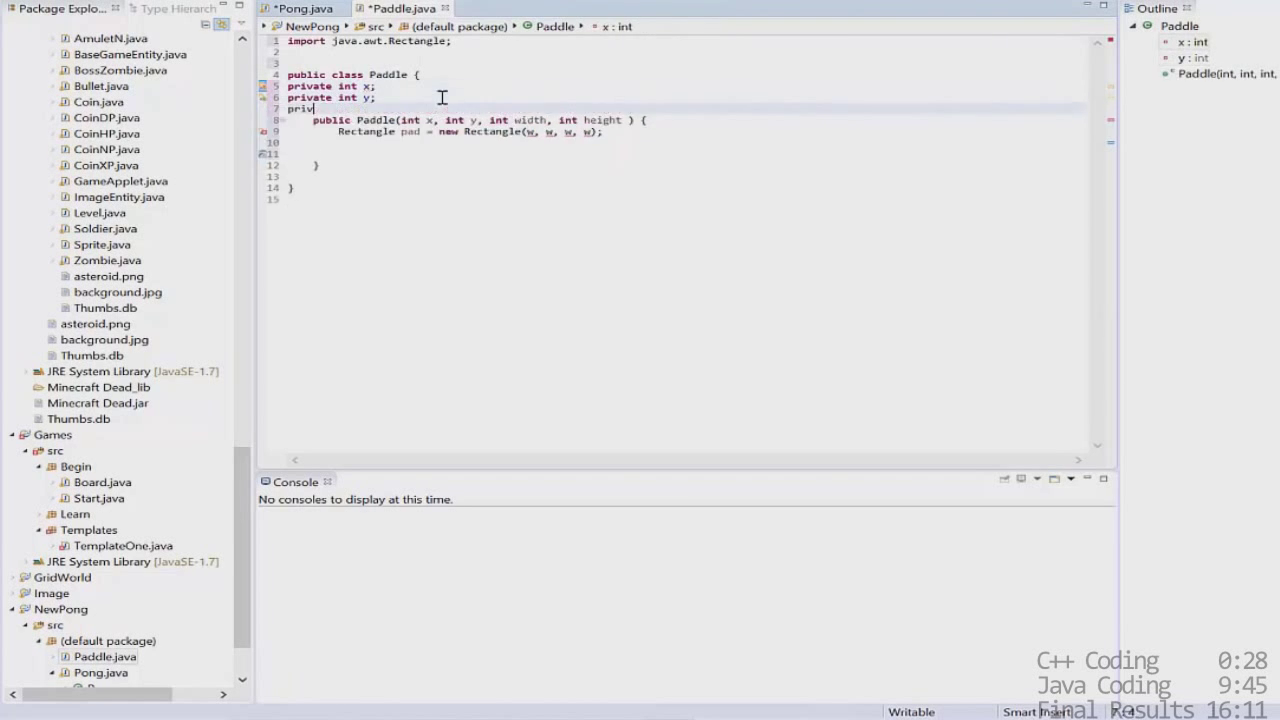 Package Explo...
Type Hierarch
*Pong.java
*Paddle.java
Outline
NewPong
src
(default package)
Paddle
x : int
AmuletN.java
BaseGameEntity.java
BossZombie.java
Bullet.java
Coin.java
CoinDP.java
CoinHP.java
CoinNP.java
CoinXP.java
GameApplet.java
ImageEntity.java
Level.java
Soldier.java
Sprite.java
Zombie.java
asteroid.png
background.jpg
Thumbs.db
asteroid.png
background.jpg
Thumbs.db
JRE System Library [JavaSE-1.7]
Minecraft Dead_lib
Minecraft Dead.jar
Thumbs.db
Games
src
Begin
Board.java
Start.java
Learn
Templates
TemplateOne.java
JRE System Library [JavaSE-1.7]
GridWorld
Image
NewPong
src
(default package)
Paddle.java
Pong.java
1 import java.awt.Rectangle;
2
3
4 public class Paddle {
5 private int x;
6 private int y;
7 priv
8 public Paddle(int x, int y, int width, int height ) {
9 Rectangle pad = new Rectangle(w, w, w, w);
10
11
12 }
13
14 }
15
Paddle
x : int
y : int
Paddle(int, int, int,
Console
No consoles to display at this time.
Writable
Smart Insert
C++ Coding 0:28
Java Coding 9:45
Final Results 16:11